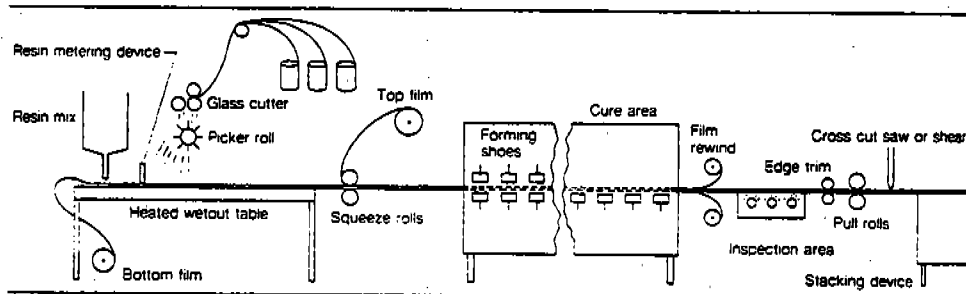 Resin metering device
Glass cutter
Resin mix
Picker roll
Top film
Cure area
Forming
shoes
Film
rewind
Cross cut saw or shear
Edge trim
Heated wetout table
Squeeze rolls
Pull rolls
Inspection area
Bottom film
Stacking device